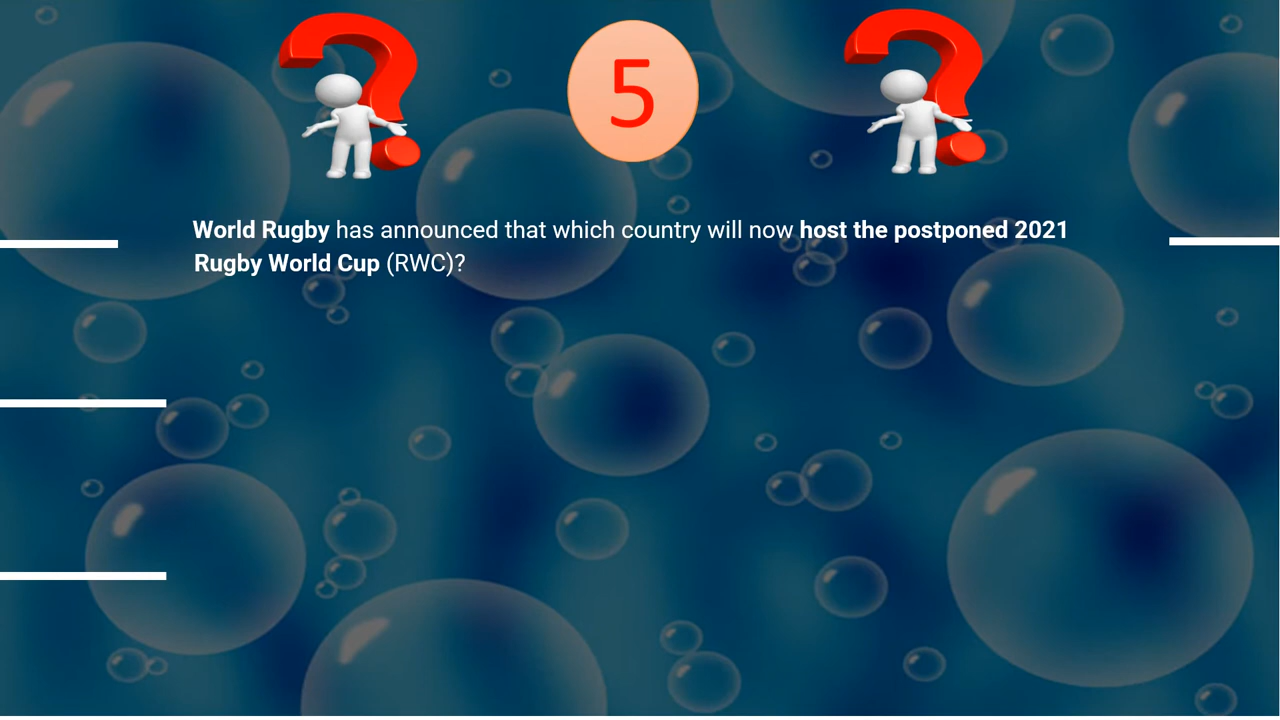 5
World Rugby has announced that which country will now host the postponed 2021
Rugby World Cup (RWC)?